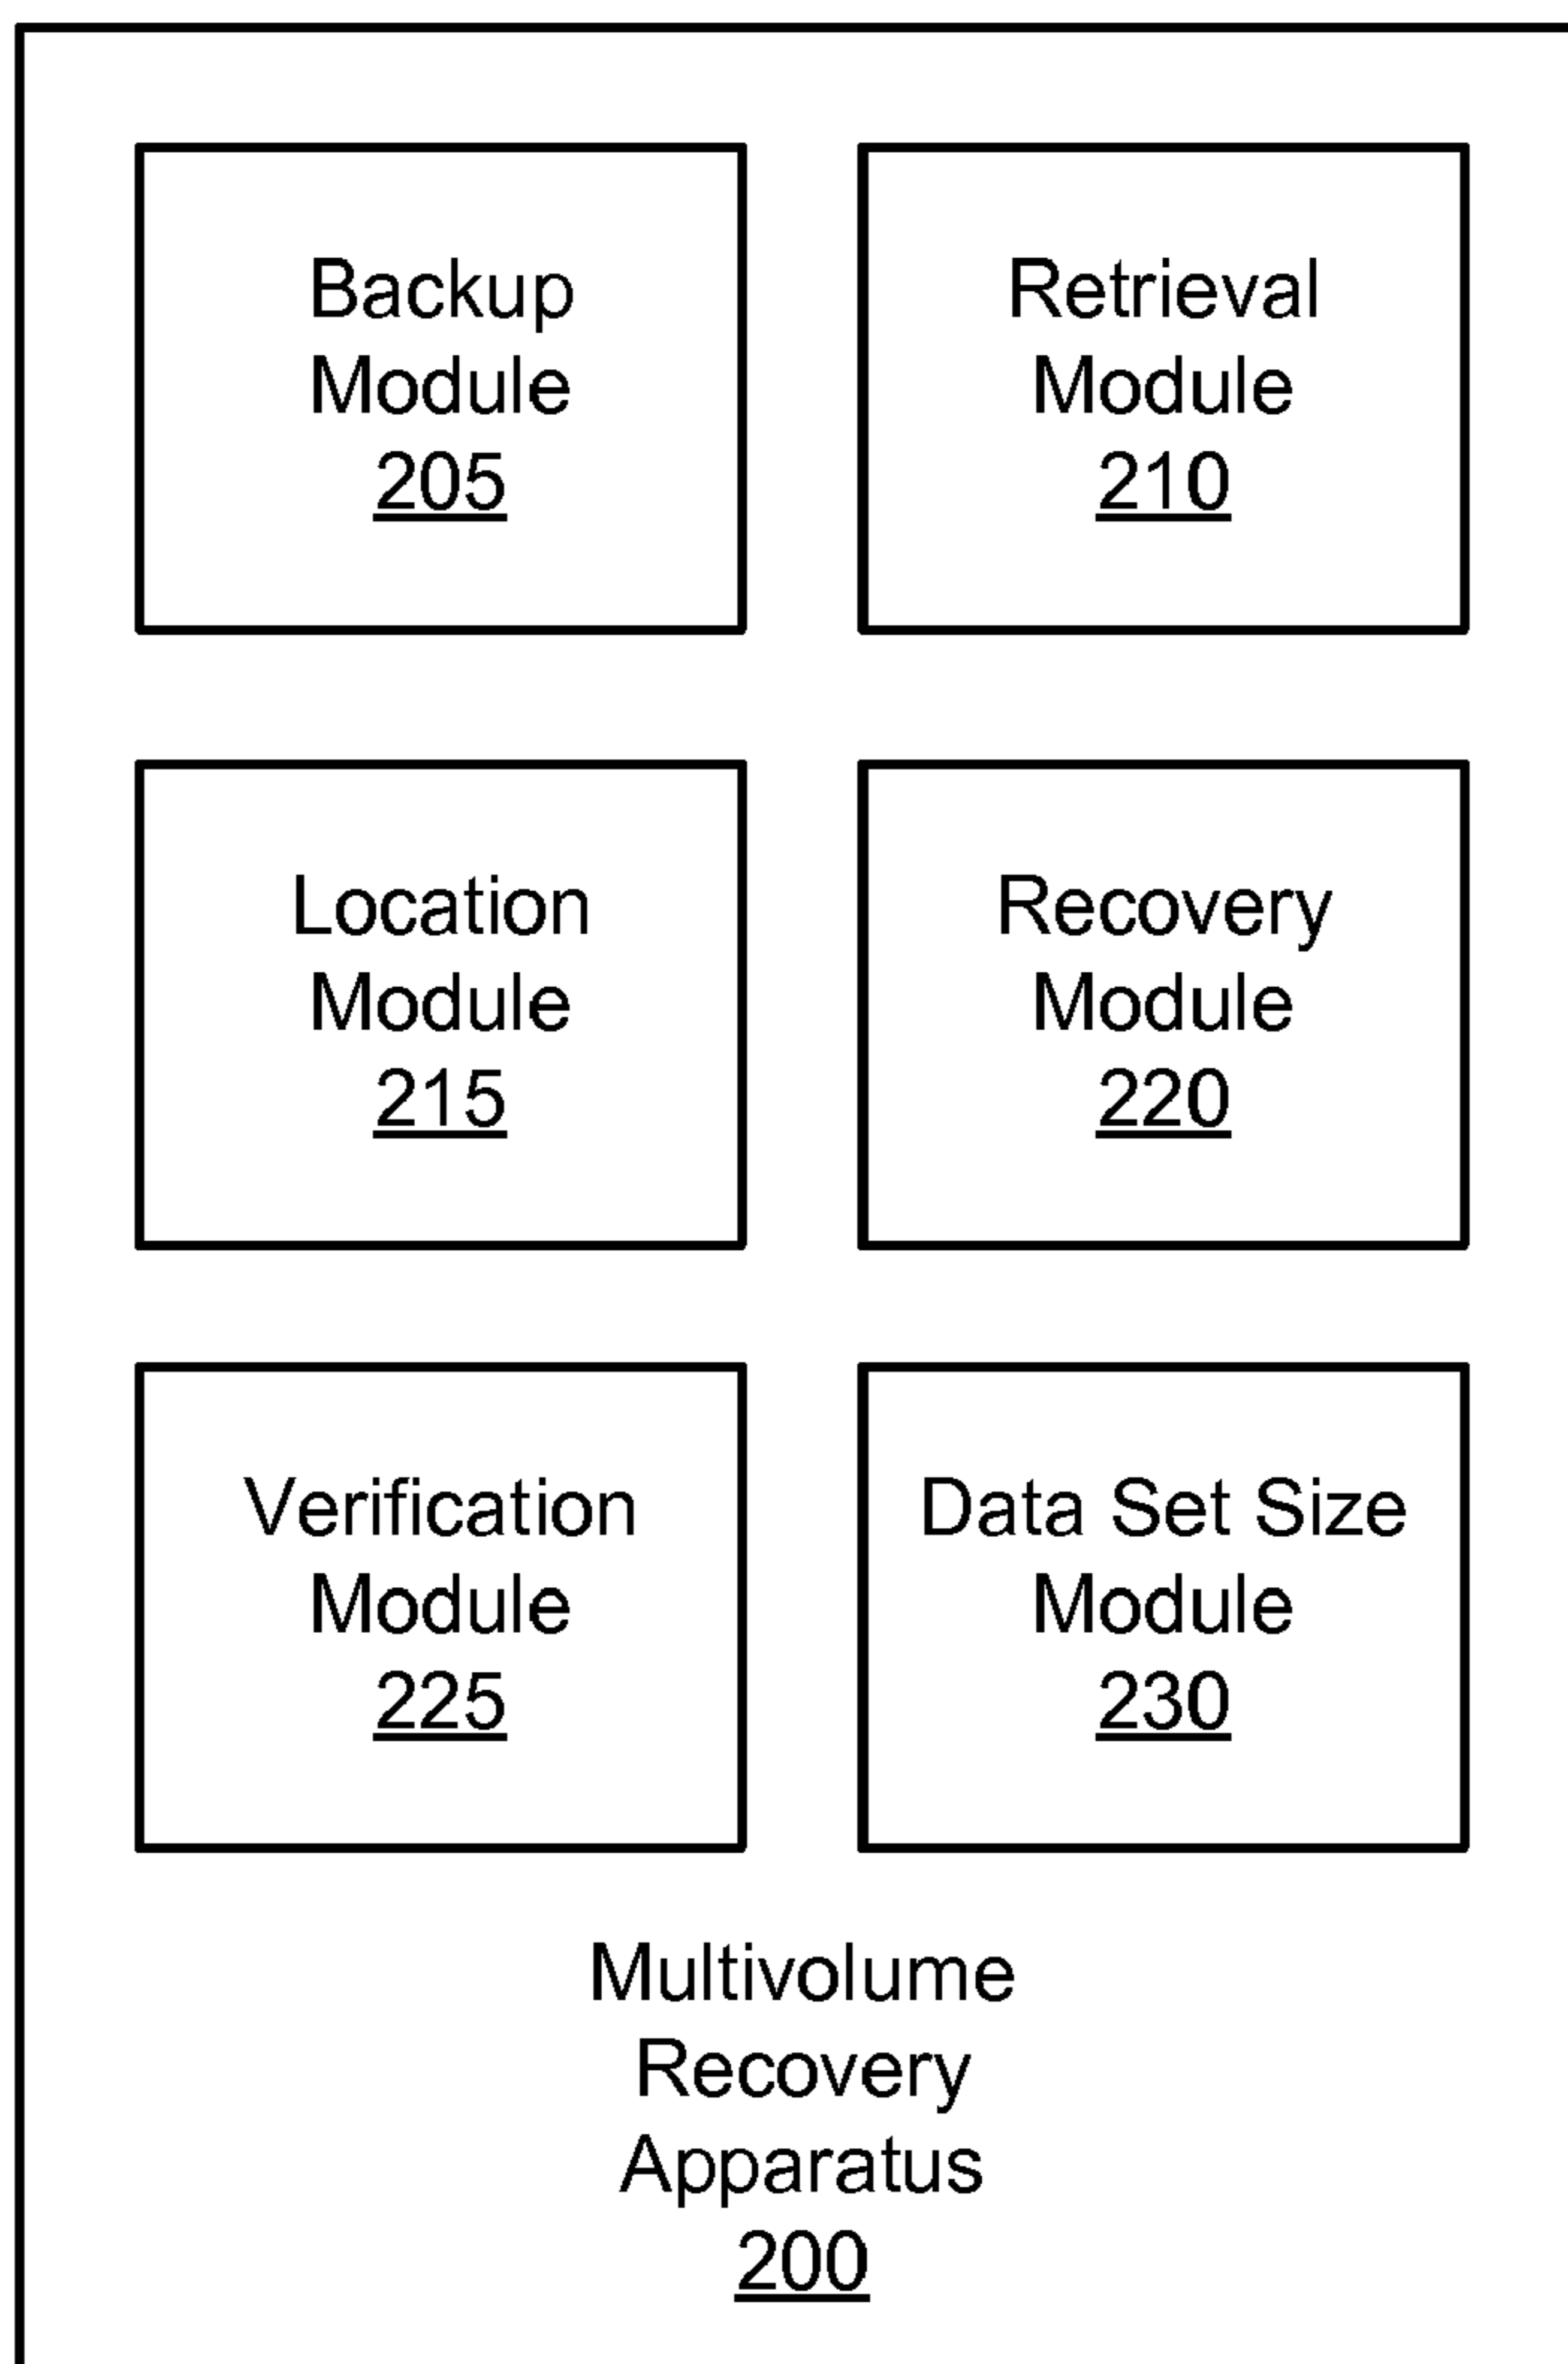 Backup
Module
205
Retrieval
Module
210
Location
Module
215
Recovery
Module
220
Verification
Module
225
Data Set Size
Module
230
Multivolume
Recovery
Apparatus
200